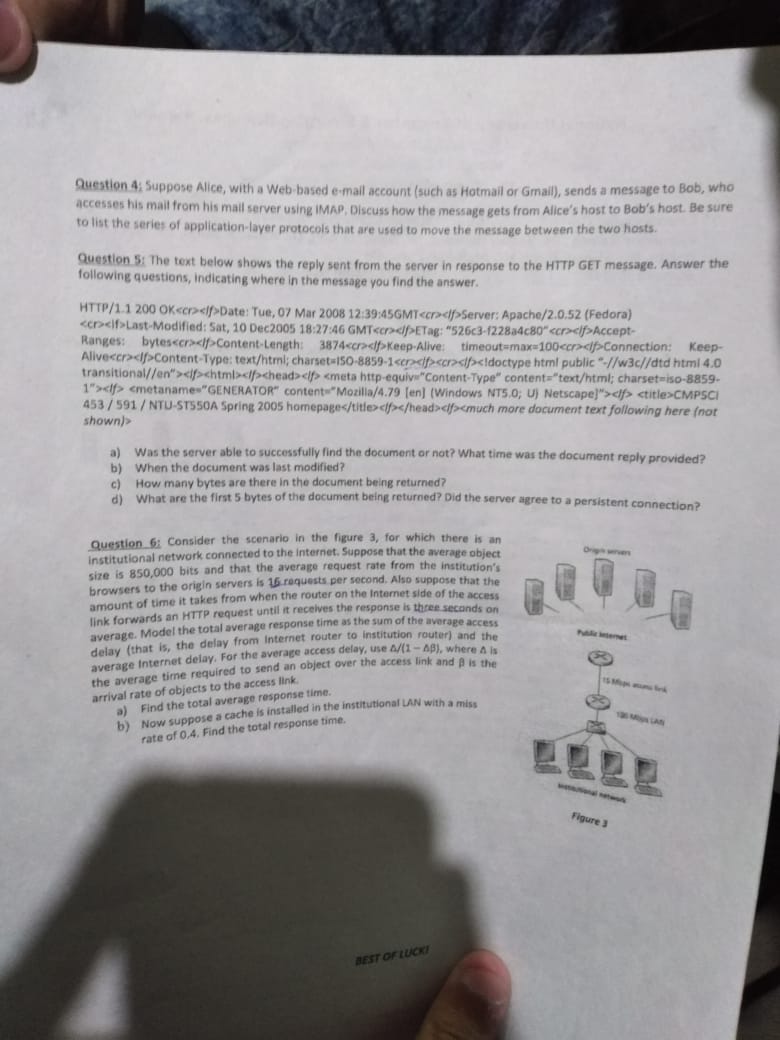 Question 4: Suppose Alice, with a Web-based e-mail account (such as Hotmail or Gmail), sends a message to Bob, who
accesses his mail from his mail server using IMAP. Discuss how the message gets from Alice's host to Bob's host. Be sure
to list the series of application-layer protocols that are used to move the message between the two hosts.
Question 5: The text below shows the reply sent from the server in response to the HTTP GET message. Answer the
following questions, indicating where in the message you find the answer.
HTTP/1.1 200 OK<cr><lf>Date: Tue, 07 Mar 2008 12:39:45GMT<cr><lf>Server: Apache/2.0.52 (Fedora)
<cr><lf>Last-Modified: Sat, 10 Dec2005 18:27:46 GMT<cr><lf>ETag: "526c3-f228a4c80"<cr><lf>Accept-
Ranges: bytes<cr><lf>Content-Length: 3874<cr><lf>Keep-Alive: timeout=max=100<cr><lf>Connection: Keep-
Alive<cr><lf>Content-Type: text/html; charset=ISO-8859-1<cr><lf><cr><lf><!doctype html public "-//w3c//dtd html 4.0
transitional//en"><lf><html><lf><head><lf> <meta http-equiv="Content-Type" content="text/html; charset=iso-8859-
1"><lf> <metaname="GENERATOR" content="Mozilla/4.79 [en] (Windows NT5.0; U) Netscape]"><lf> <title>CMPSCI
453 / 591 / NTU-ST550A Spring 2005 homepage</title><lf></head><lf><much more document text following here (not
shown)>
a) Was the server able to successfully find the document or not? What time was the document reply provided?
b) When the document was last modified?
c) How many bytes are there in the document being returned?
d) What are the first 5 bytes of the document being returned? Did the server agree to a persistent connection?
Question 6: Consider the scenario in the figure 3, for which there is an
institutional network connected to the Internet. Suppose that the average object
size is 850,000 bits and that the average request rate from the institution's
browsers to the origin servers is 16 requests per second. Also suppose that the
amount of time it takes from when the router on the Internet side of the access
link forwards an HTTP request until it receives the response is three seconds on
average. Model the total average response time as the sum of the average access
delay (that is, the delay from Internet router to institution router) and the
average Internet delay. For the average access delay, use Δ/(1 – Δβ), where Δ is
the average time required to send an object over the access link and β is the
arrival rate of objects to the access link.
a) Find the total average response time.
b) Now suppose a cache is installed in the institutional LAN with a miss
rate of 0.4. Find the total response time.
Origin servers
Public Internet
15 Mbps access link
100 Mbps LAN
Institutional network
Figure 3
BEST OF LUCK!